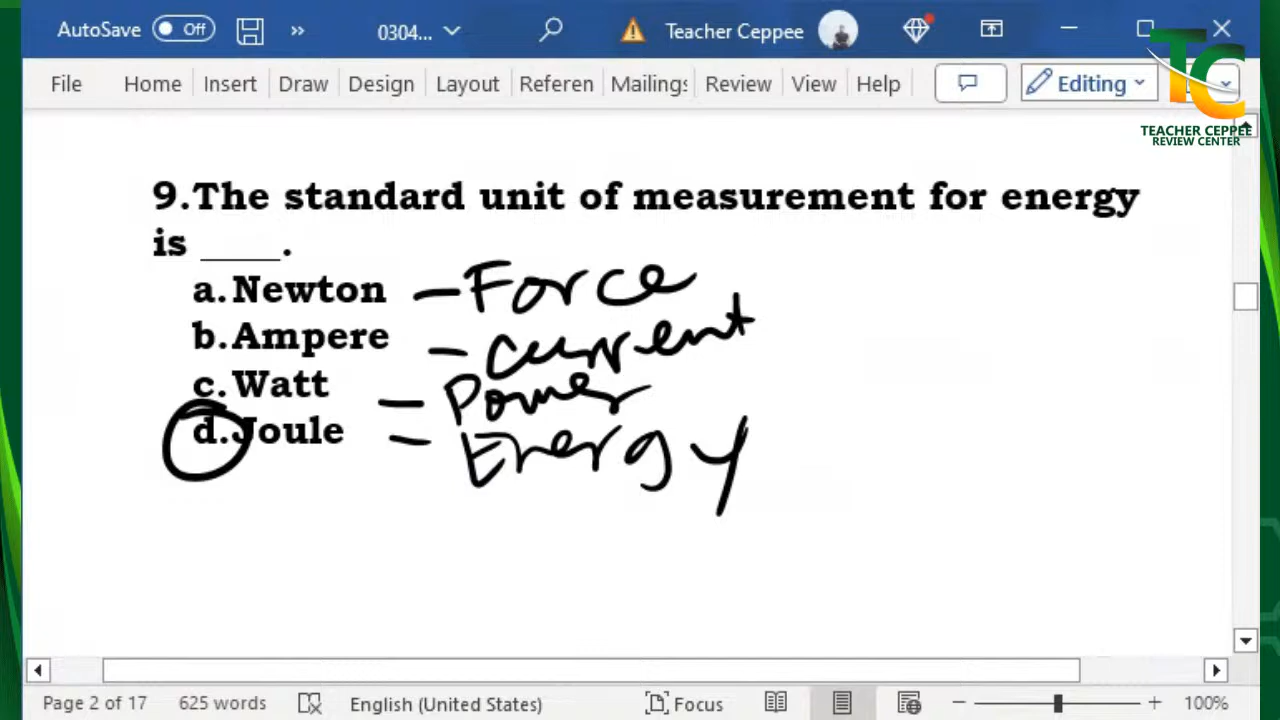 AutoSave Off » 0304... Teacher Ceppee
File Home Insert Draw Design Layout Referen Mailings Review View Help Editing
TC
TEACHER CEPPEE
REVIEW CENTER
9.The standard unit of measurement for energy
is ____.
a.Newton – Force
b.Ampere – Current
c.Watt – Power
d.Joule – Energy
Page 2 of 17 625 words English (United States) Focus 100%